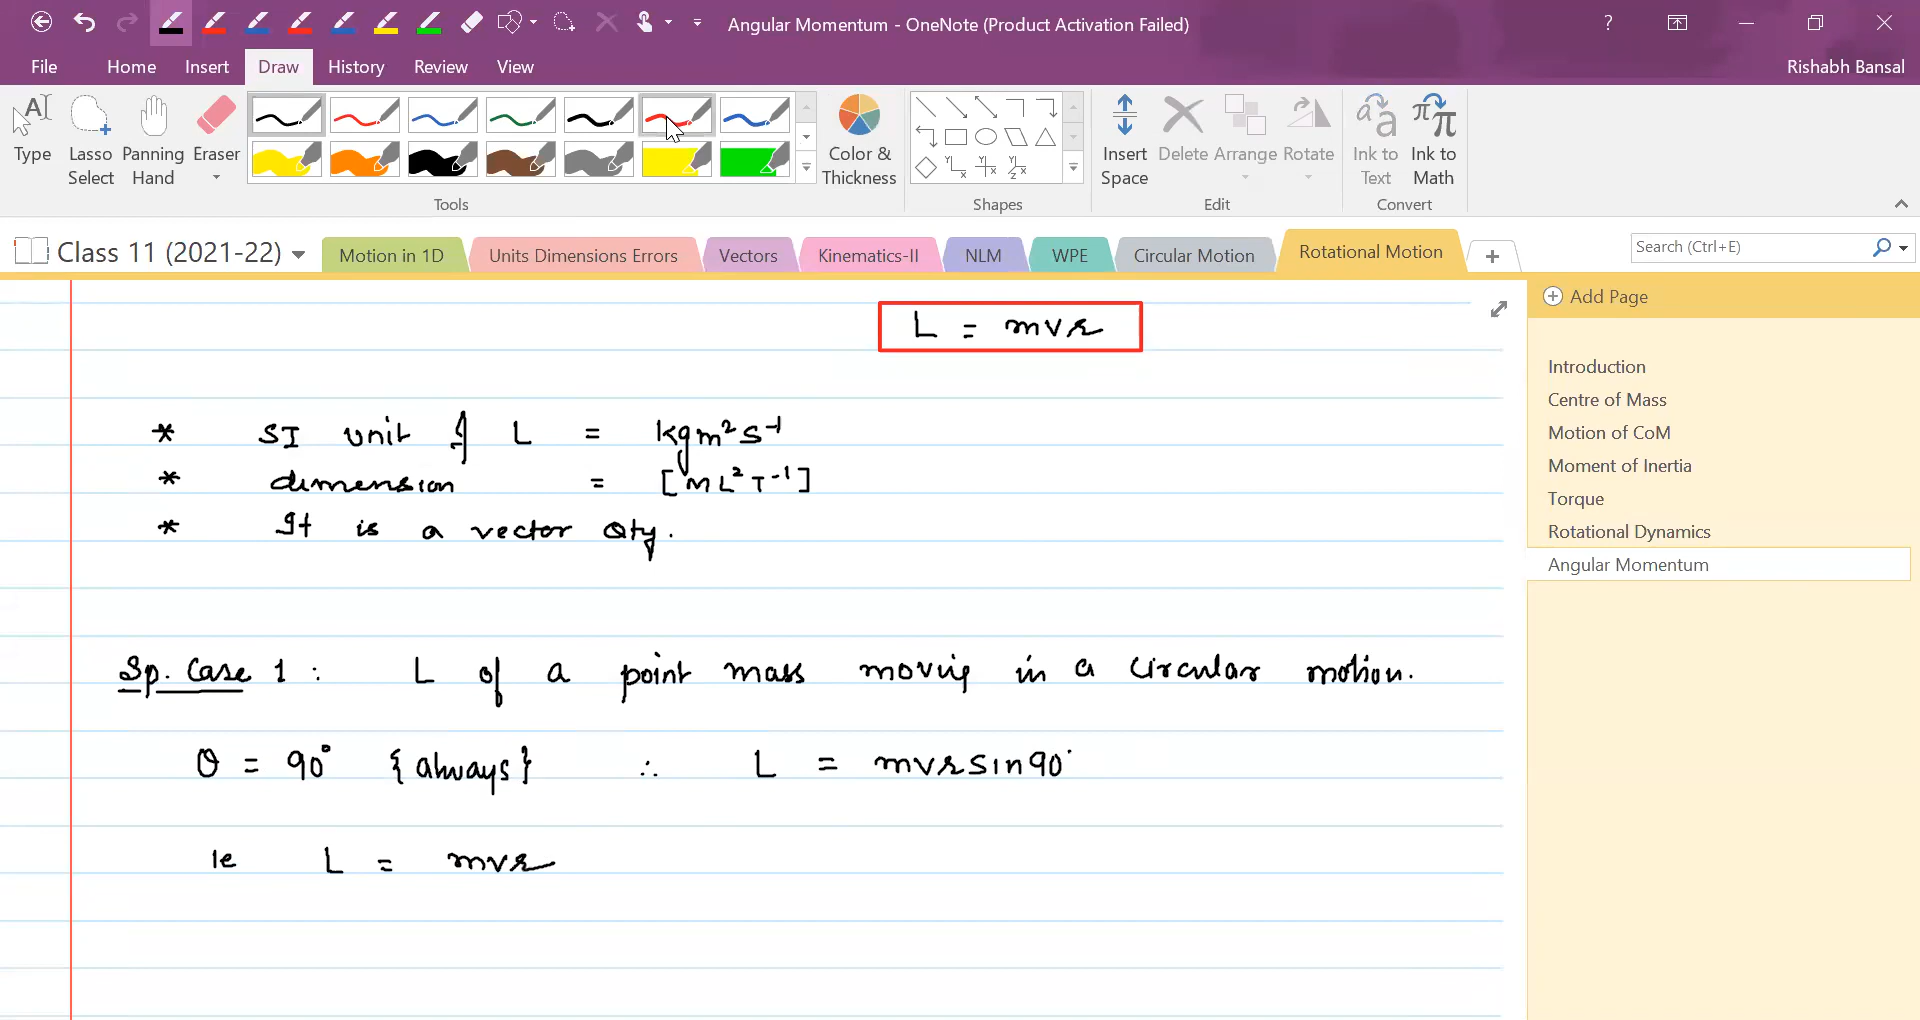 Angular Momentum - OneNote (Product Activation Failed)
?
File Home Insert Draw History Review View
Rishabh Bansal
Type
Lasso Select
Panning Hand
Eraser
Color & Thickness
Insert Space
Delete
Arrange
Rotate
Ink to Text
Ink to Math
Tools
Shapes
Edit
Convert
Class 11 (2021-22)
Motion in 1D
Units Dimensions Errors
Vectors
Kinematics-II
NLM
WPE
Circular Motion
Rotational Motion
+
Search (Ctrl+E)
L = mvr
* SI unit of L = kgm²s⁻¹
* dimension = [ML²T⁻¹]
* It is a vector Qty.
Sp. Case 1 : L of a point mass moving in a circular motion.
θ = 90° {always} ∴ L = mvrsin90°
ie L = mvr
Add Page
Introduction
Centre of Mass
Motion of CoM
Moment of Inertia
Torque
Rotational Dynamics
Angular Momentum